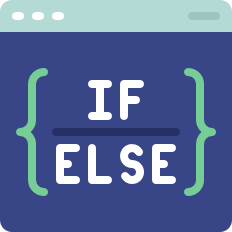 { IF
ELSE }